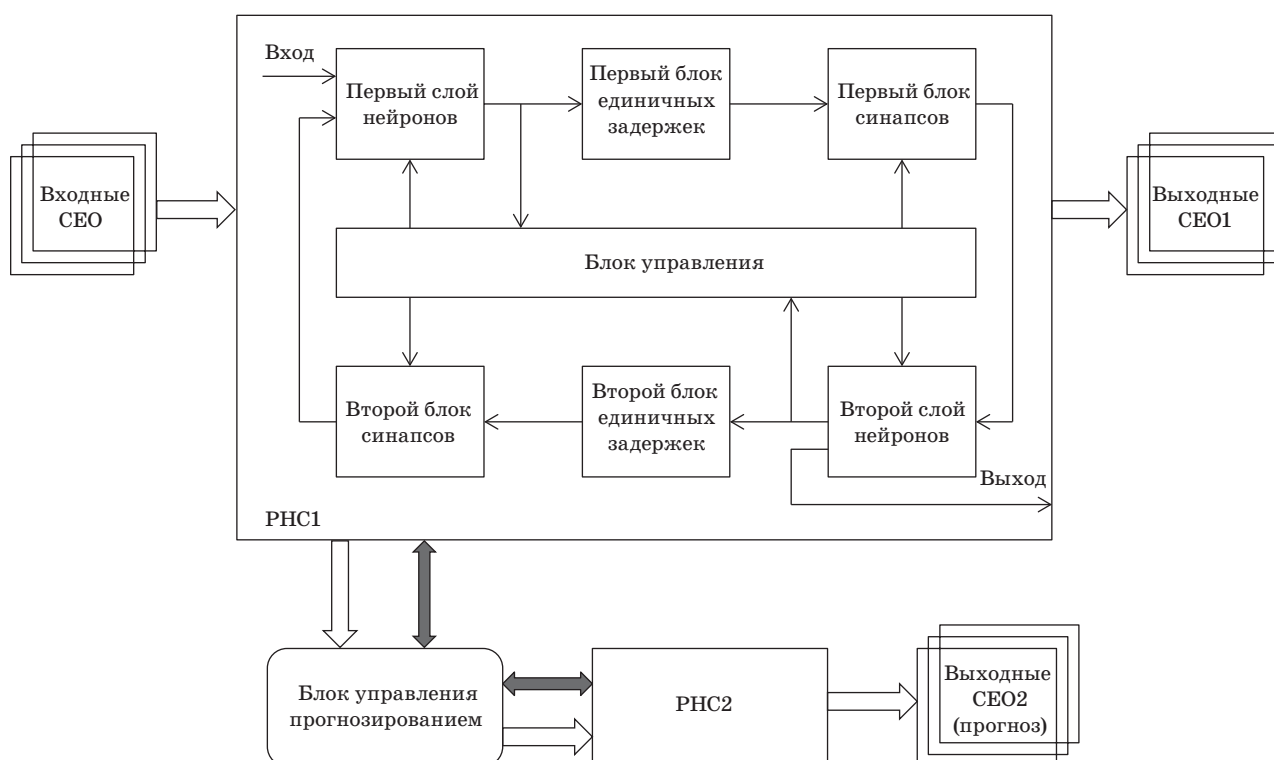 Вход
Первый слой
нейронов
Первый блок
единичных
задержек
Первый блок
синапсов
Входные
СЕО
Выходные
СЕО1
Блок управления
Второй блок
синапсов
Второй блок
единичных
задержек
Второй слой
нейронов
Выход
РНС1
Блок управления
прогнозированием
РНС2
Выходные
СЕО2
(прогноз)